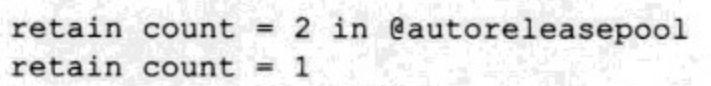 retain count = 2 in @autoreleasepool
retain count = 1